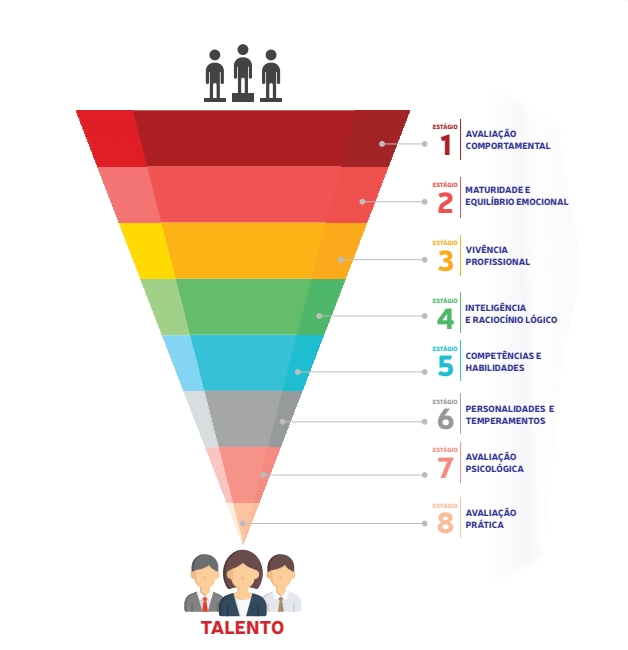 ESTÁGIO
1
AVALIAÇÃO
COMPORTAMENTAL
ESTÁGIO
2
MATURIDADE E
EQUILÍBRIO EMOCIONAL
ESTÁGIO
3
VIVÊNCIA
PROFISSIONAL
ESTÁGIO
4
INTELIGÊNCIA
E RACIOCÍNIO LÓGICO
ESTÁGIO
5
COMPETÊNCIAS E
HABILIDADES
ESTÁGIO
6
PERSONALIDADES E
TEMPERAMENTOS
ESTÁGIO
7
AVALIAÇÃO
PSICOLÓGICA
ESTÁGIO
8
AVALIAÇÃO
PRÁTICA
TALENTO